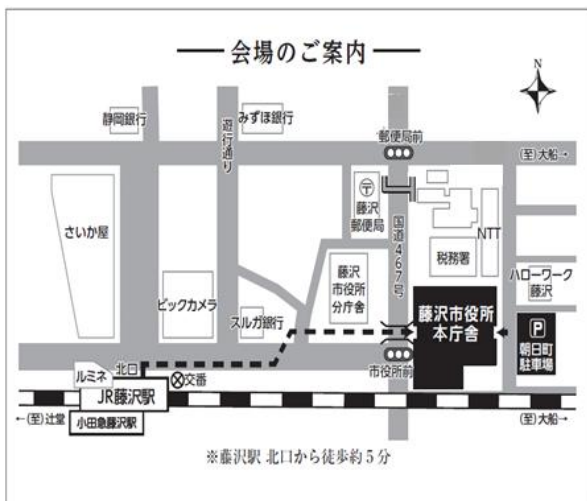 会場のご案内
N
静岡銀行
遊行通り
みずほ銀行
郵便局前
(至)大船→
さいか屋
ビックカメラ
スルガ銀行
〒
藤沢
郵便局
国道467号
藤沢
市役所
分庁舎
税務署
NTT
ハローワーク
藤沢
藤沢市役所
本庁舎
P
朝日町
駐車場
市役所前
ルミネ
北口
交番
JR藤沢駅
←(至)辻堂
小田急藤沢駅
(至)大船→
※藤沢駅 北口から徒歩約5分